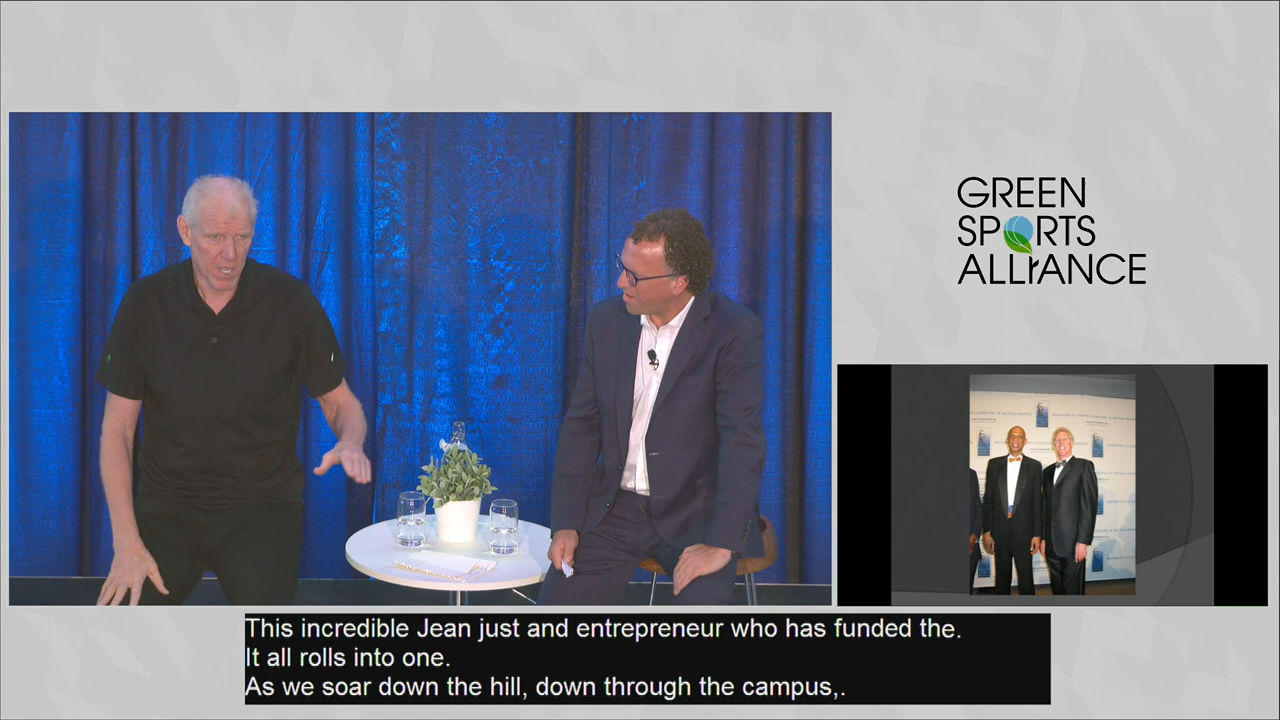 GREEN
SPORTS
ALLIANCE
This incredible Jean just and entrepreneur who has funded the.
It all rolls into one.
As we soar down the hill, down through the campus,.